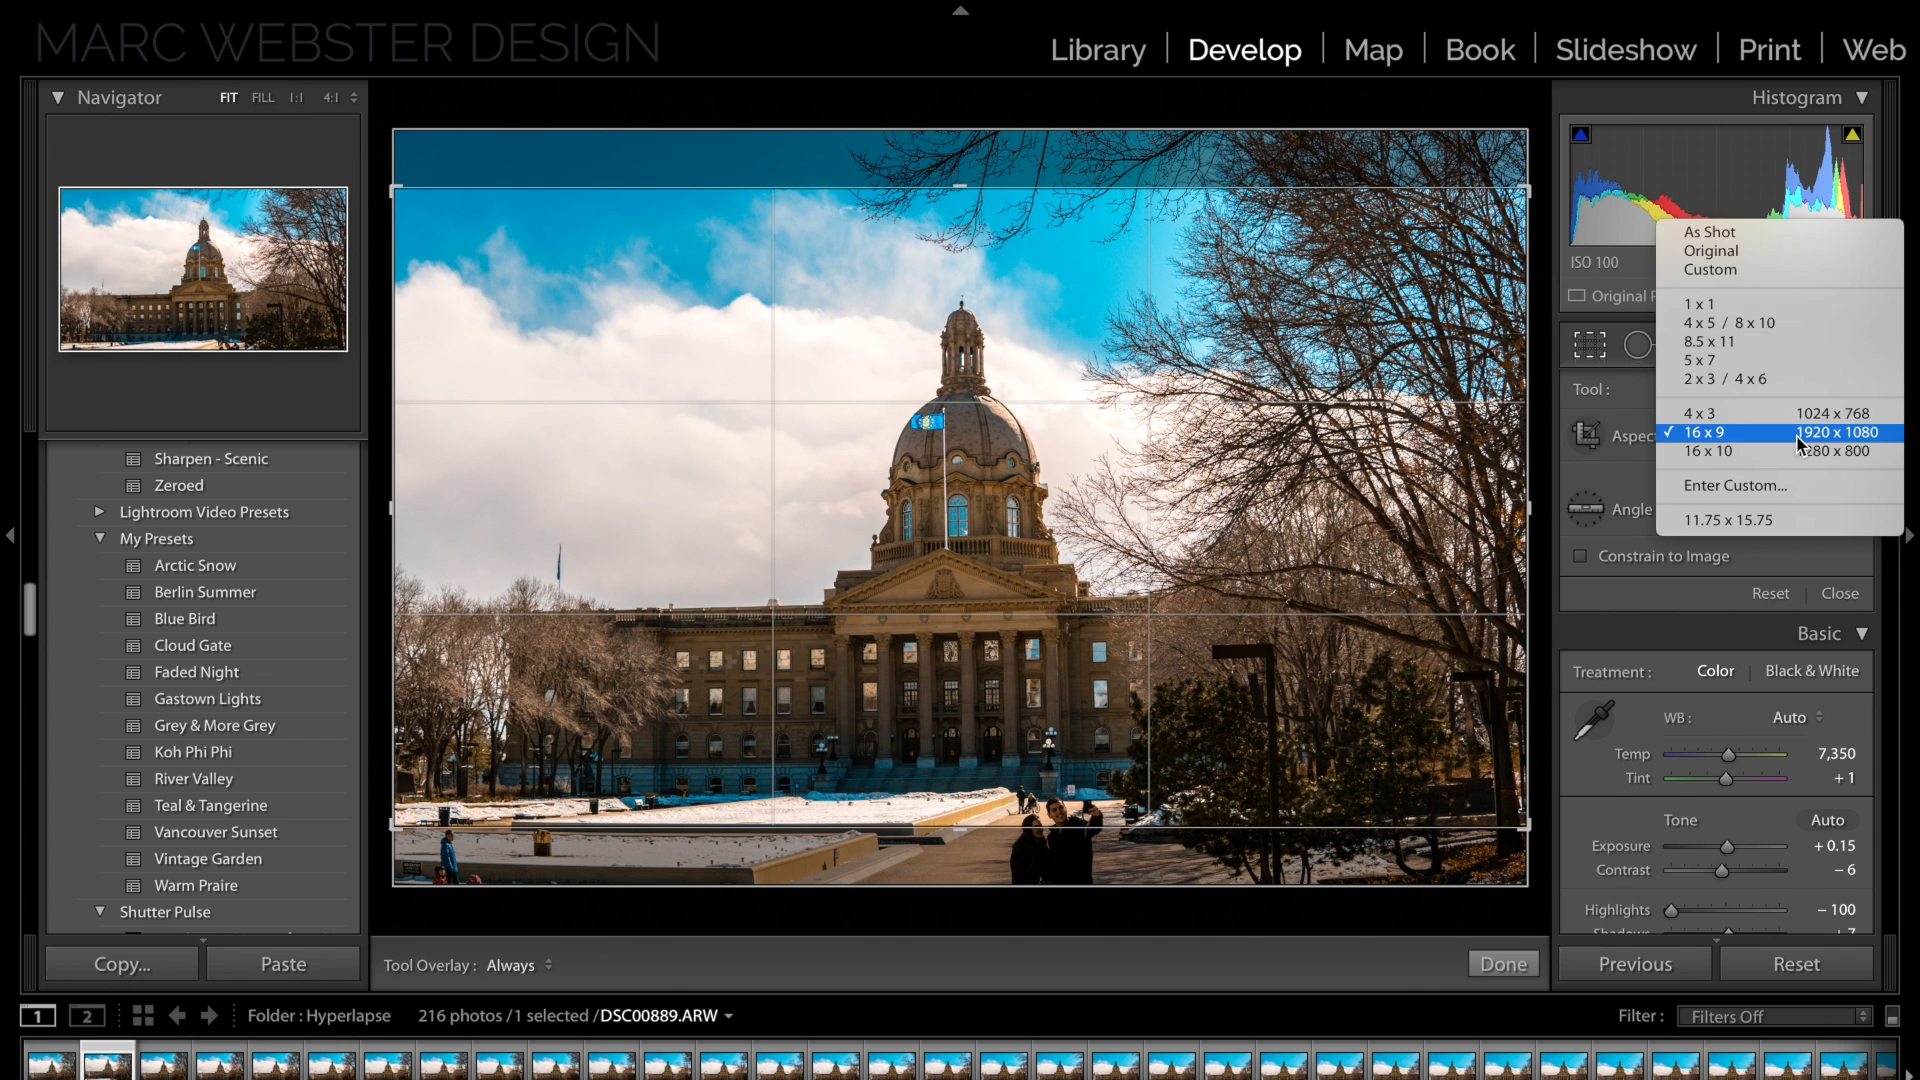 MARC WEBSTER DESIGN
Library | Develop | Map | Book | Slideshow | Print | Web
Navigator FIT FILL 1:1 4:1
Sharpen - Scenic
Zeroed
Lightroom Video Presets
My Presets
Arctic Snow
Berlin Summer
Blue Bird
Cloud Gate
Faded Night
Gastown Lights
Grey & More Grey
Koh Phi Phi
River Valley
Teal & Tangerine
Vancouver Sunset
Vintage Garden
Warm Praire
Shutter Pulse
Copy... Paste
Tool Overlay : Always
Done
Histogram
ISO 100
Original
As Shot
Original
Custom
1 x 1
4 x 5 / 8 x 10
8.5 x 11
5 x 7
2 x 3 / 4 x 6
4 x 3 1024 x 768
✓ 16 x 9 1920 x 1080
16 x 10 280 x 800
Enter Custom...
11.75 x 15.75
Tool :
Aspec
Angle
Constrain to Image
Reset | Close
Basic
Treatment : Color | Black & White
WB : Auto
Temp 7,350
Tint + 1
Tone Auto
Exposure + 0.15
Contrast – 6
Highlights – 100
Shadows + 7
Previous Reset
1 2 Folder : Hyperlapse 216 photos / 1 selected / DSC00889.ARW
Filter : Filters Off